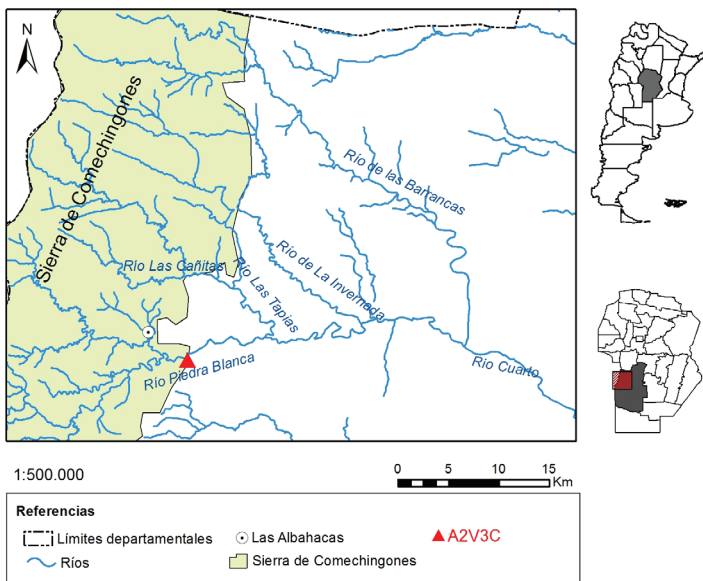 N
Sierra de Comechingones
Río de las Barrancas
Río de La Invernada
Río Las Cañitas
Río Las Tapias
Río Piedra Blanca
Río Cuarto
1:500.000
0 5 10 15
Km
Referencias
Límites departamentales
Las Albahacas
A2V3C
Ríos
Sierra de Comechingones